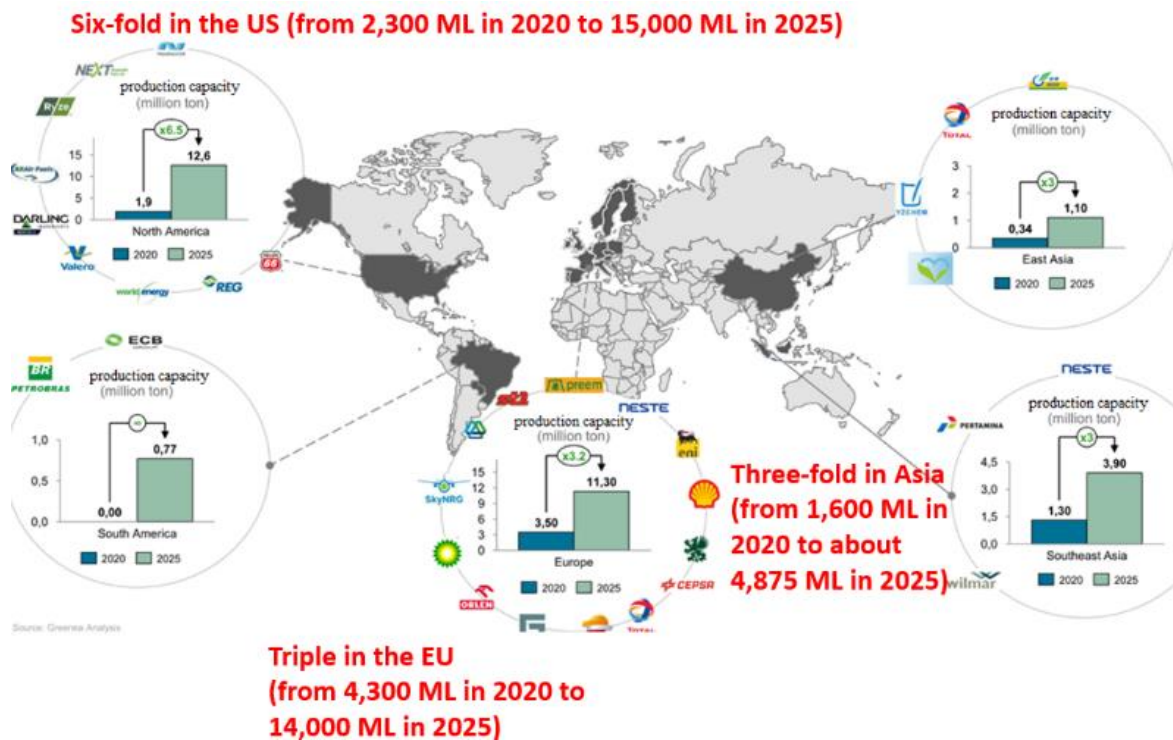 Six-fold in the US (from 2,300 ML in 2020 to 15,000 ML in 2025)
NEXT
Ryze
DARLING
Valero
world energy
REG
66
production capacity
(million ton)
x6.5
15
10
5
0
1,9
12,6
North America
2020 2025
TOTAL
production capacity
(million ton)
x3
3
2
1
0
0,34
1,10
East Asia
2020 2025
ECB
BR
PETROBRAS
production capacity
(million ton)
∞
1,0
0,5
0,0
0,00
0,77
South America
2020 2025
preem
NESTE
eni
SkyNRG
ORLEN
TOTAL
production capacity
(million ton)
x3.2
15
12
9
6
3
0
3,50
11,30
Europe
2020 2025
Three-fold in Asia
(from 1,600 ML in
2020 to about
4,875 ML in 2025)
NESTE
PERTAMINA
wilmar
production capacity
(million ton)
x3
4,5
3,0
1,5
0,0
1,30
3,90
Southeast Asia
2020 2025
Source: Greenea Analysis
Triple in the EU
(from 4,300 ML in 2020 to
14,000 ML in 2025)